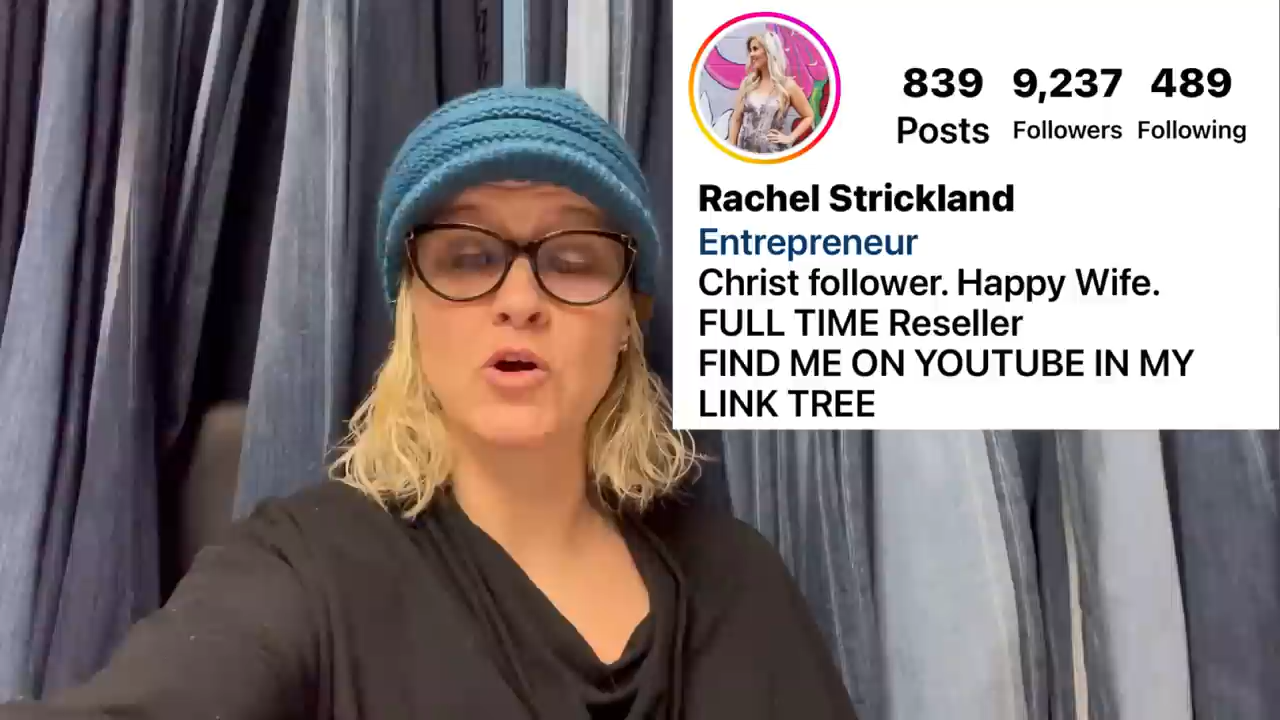 839 9,237 489
Posts Followers Following
Rachel Strickland
Entrepreneur
Christ follower. Happy Wife.
FULL TIME Reseller
FIND ME ON YOUTUBE IN MY
LINK TREE